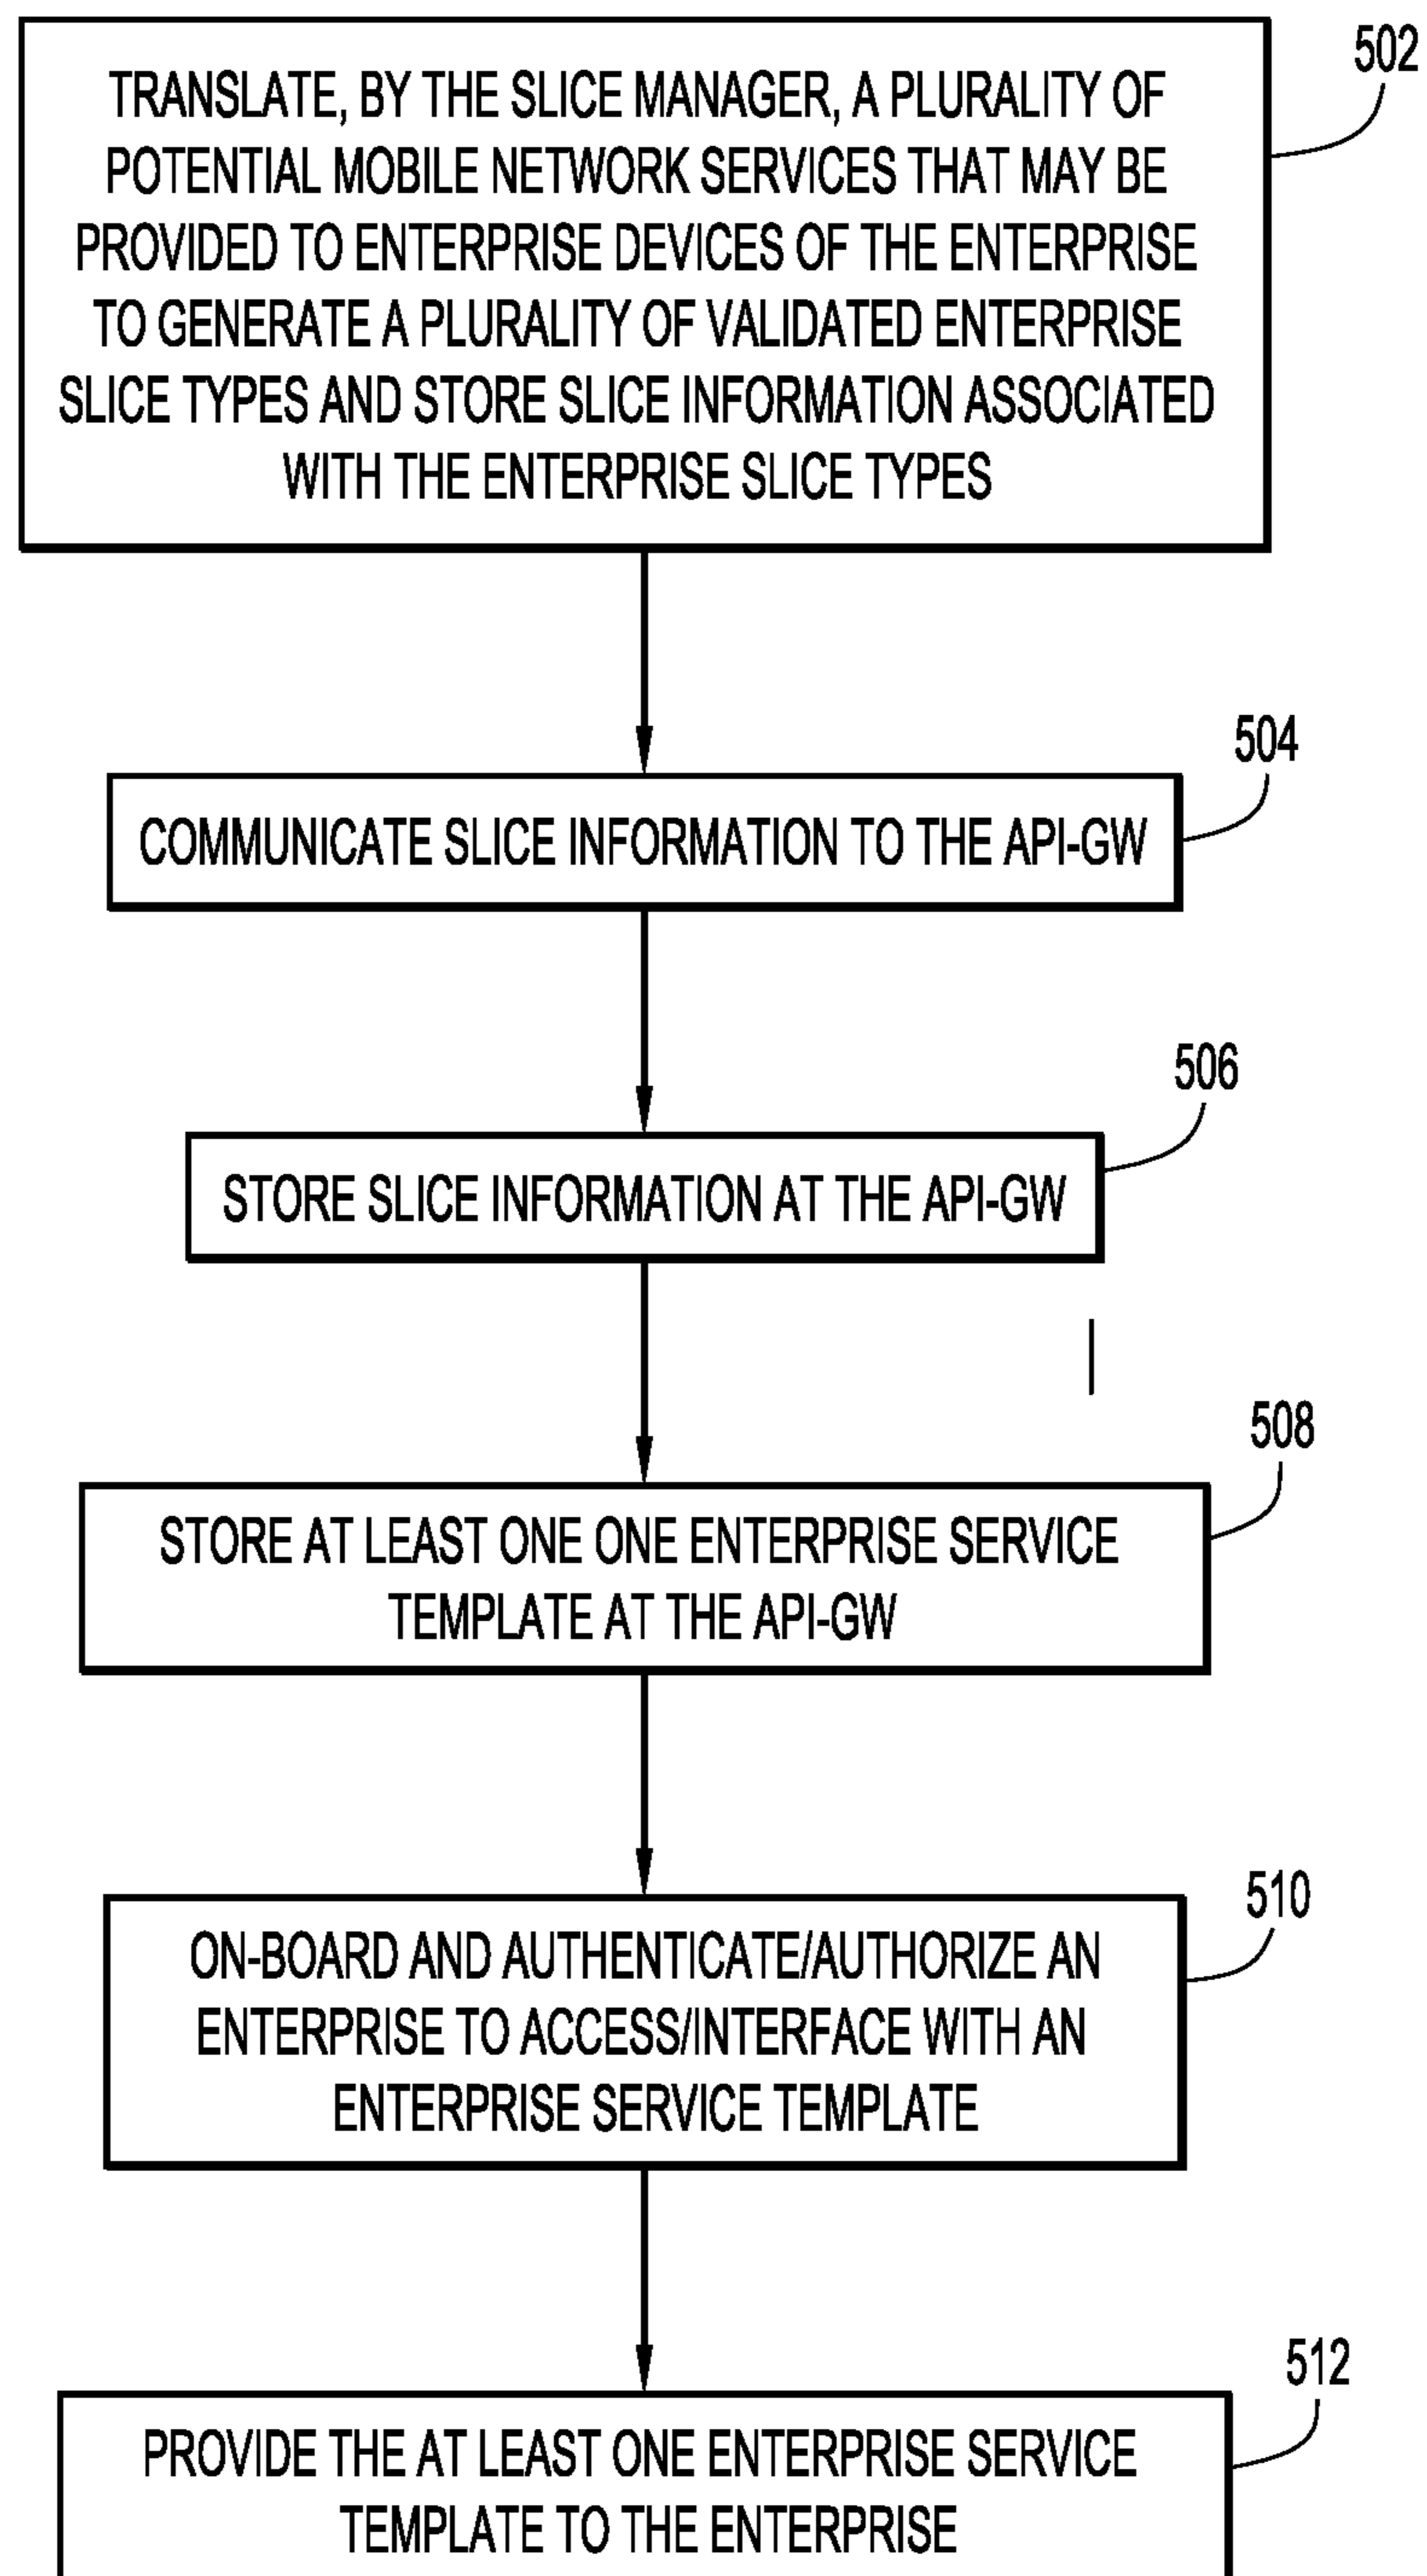 502
TRANSLATE, BY THE SLICE MANAGER, A PLURALITY OF
POTENTIAL MOBILE NETWORK SERVICES THAT MAY BE
PROVIDED TO ENTERPRISE DEVICES OF THE ENTERPRISE
TO GENERATE A PLURALITY OF VALIDATED ENTERPRISE
SLICE TYPES AND STORE SLICE INFORMATION ASSOCIATED
WITH THE ENTERPRISE SLICE TYPES
504
COMMUNICATE SLICE INFORMATION TO THE API-GW
506
STORE SLICE INFORMATION AT THE API-GW
508
STORE AT LEAST ONE ONE ENTERPRISE SERVICE
TEMPLATE AT THE API-GW
510
ON-BOARD AND AUTHENTICATE/AUTHORIZE AN
ENTERPRISE TO ACCESS/INTERFACE WITH AN
ENTERPRISE SERVICE TEMPLATE
512
PROVIDE THE AT LEAST ONE ENTERPRISE SERVICE
TEMPLATE TO THE ENTERPRISE